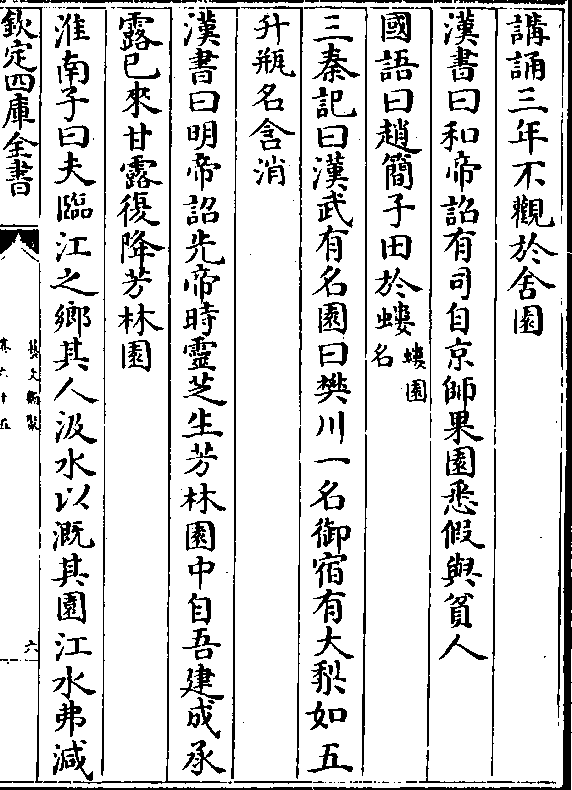 講誦三年不觀於舍園
漢書曰和帝詔有司自京師果園悉假與貧人
國語曰趙簡子田於螻螻園名
三秦記曰漢武有名園曰樊川一名御宿有大棃如五
升瓶名含消
漢書曰明帝詔先帝時靈芝生芳林園中自吾建成承
露已來甘露復降芳林園
淮南子曰夫臨江之鄉其人汲水以溉其園江水弗減
欽定四庫全書
藝文類聚
卷六十五
六